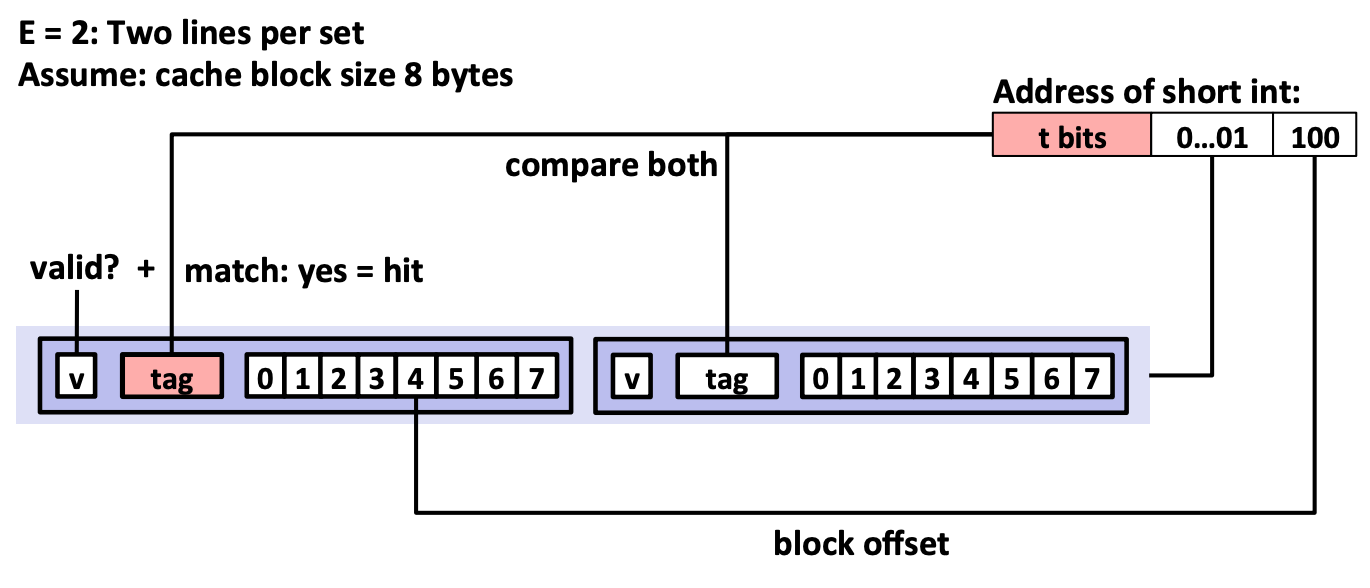 E = 2: Two lines per set
Assume: cache block size 8 bytes
Address of short int:
t bits 0...01 100
compare both
valid? + match: yes = hit
v tag 0 1 2 3 4 5 6 7 v tag 0 1 2 3 4 5 6 7
block offset